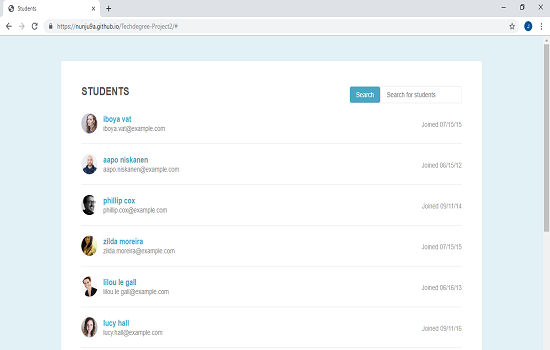 Students
https://nunju9a.github.io/Techdegree-Project2/#
J
STUDENTS
Search
Search for students
iboya vat
iboya.vat@example.com
Joined 07/15/15
aapo niskanen
aapo.niskanen@example.com
Joined 06/15/12
phillip cox
phillip.cox@example.com
Joined 09/11/14
zilda moreira
zilda.moreira@example.com
Joined 07/15/15
lilou le gall
lilou.le gall@example.com
Joined 06/16/13
lucy hall
lucy.hall@example.com
Joined 09/11/16